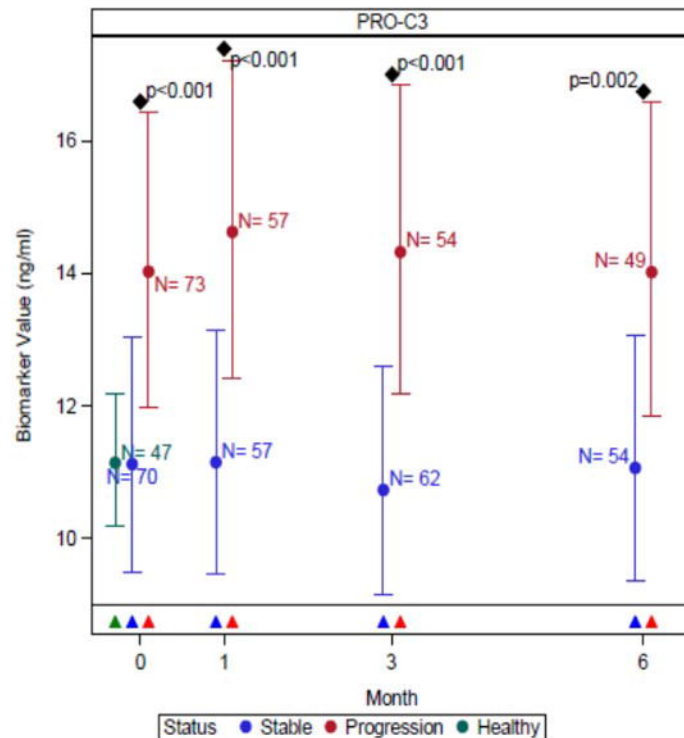 PRO-C3
p<0.001
p<0.001
p<0.001
p=0.002
16
14
12
10
Biomarker Value (ng/ml)
N= 73
N= 57
N= 54
N= 49
N= 47
N= 70
N= 57
N= 62
N= 54
0
1
3
6
Month
Status Stable Progression Healthy